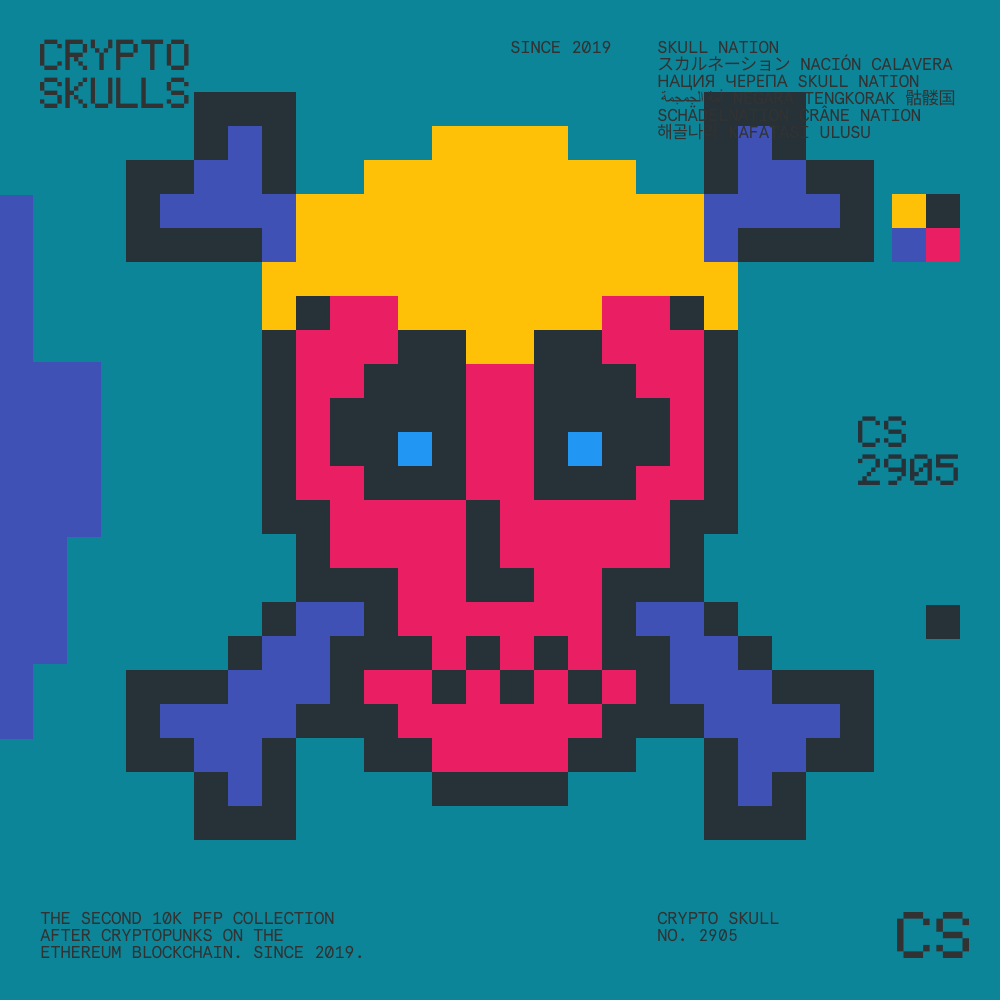 CRYPTO
SKULLS
SINCE 2019
SKULL NATION
スカルネーション NACIÓN CALAVERA
НАЦИЯ ЧЕРЕПА SKULL NATION
TENGKORAK 骷髅国
CRÂNE NATION
해골나 ULUSU
CS
2905
THE SECOND 10K PFP COLLECTION
AFTER CRYPTOPUNKS ON THE
ETHEREUM BLOCKCHAIN. SINCE 2019.
CRYPTO SKULL
NO. 2905
CS